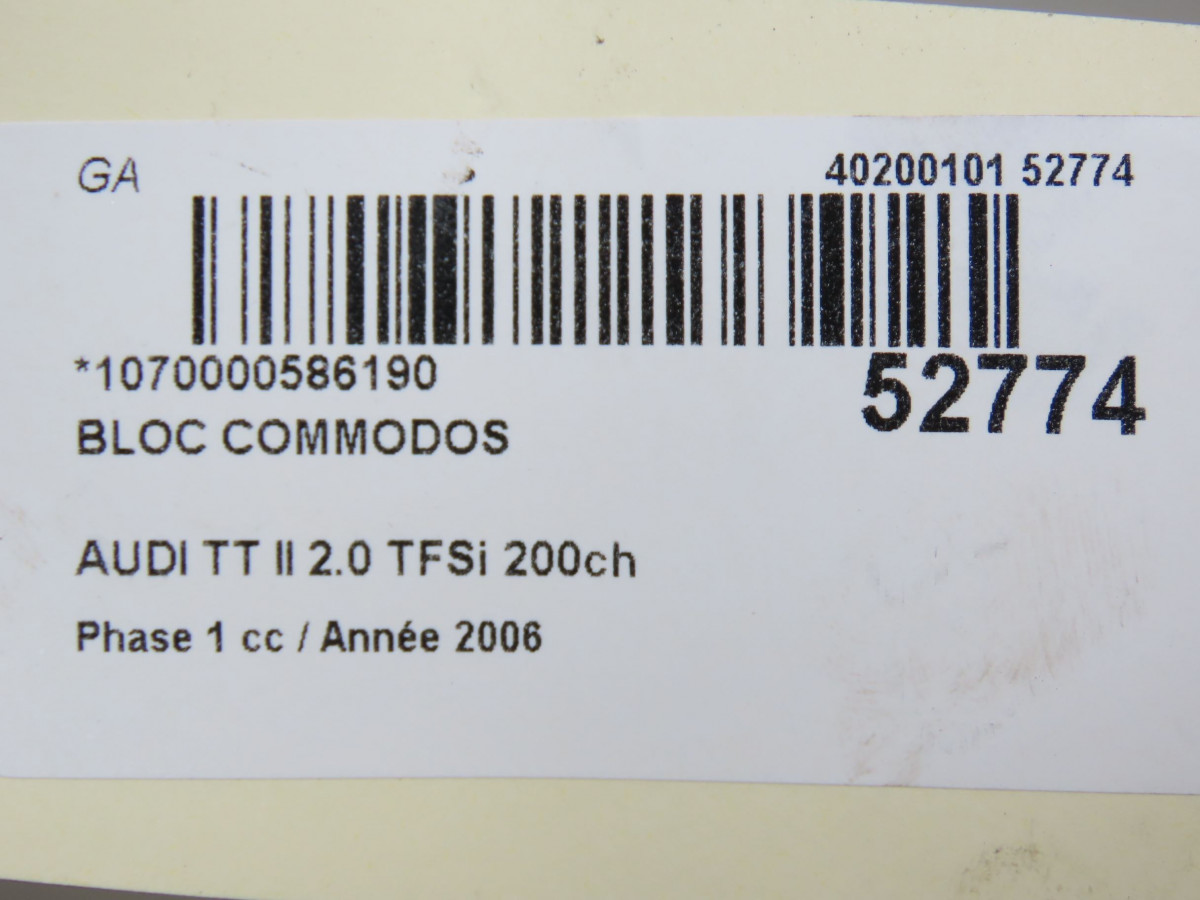 GA
40200101 52774
*1070000586190
52774
BLOC COMMODOS
AUDI TT II 2.0 TFSi 200ch
Phase 1 cc / Année 2006